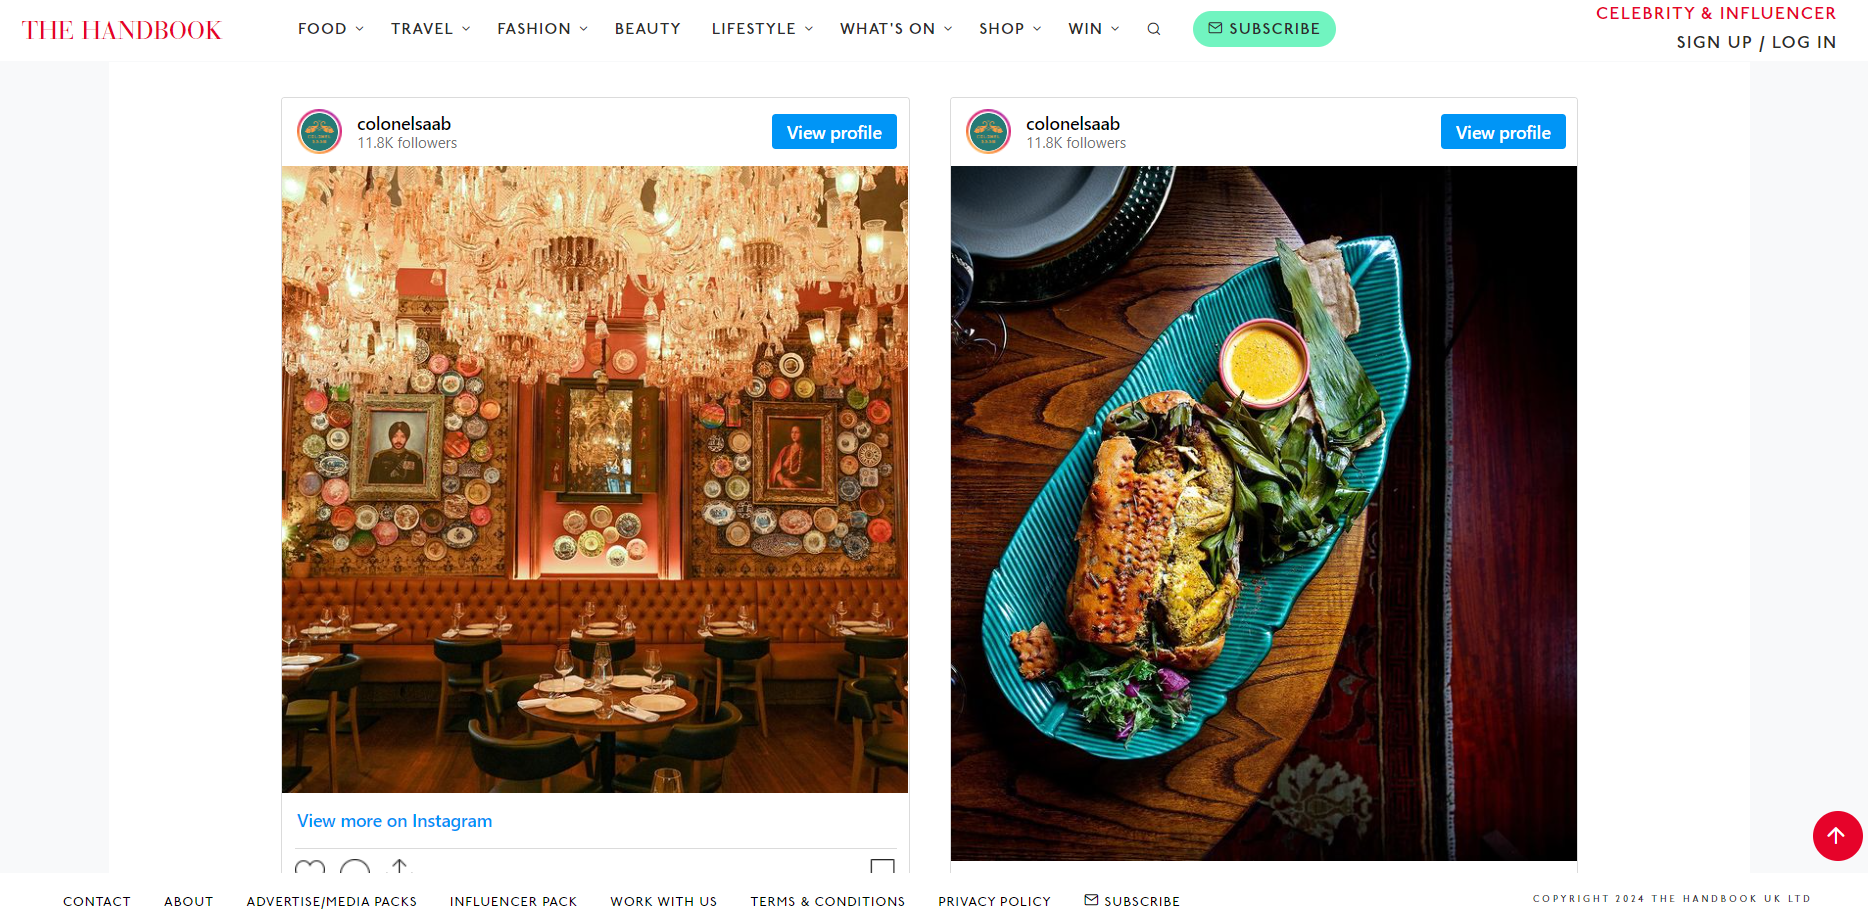 THE HANDBOOK
FOOD
TRAVEL
FASHION
BEAUTY
LIFESTYLE
WHAT'S ON
SHOP
WIN
SUBSCRIBE
CELEBRITY & INFLUENCER
SIGN UP / LOG IN
colonelsaab
11.8K followers
View profile
colonelsaab
11.8K followers
View profile
View more on Instagram
CONTACT
ABOUT
ADVERTISE/MEDIA PACKS
INFLUENCER PACK
WORK WITH US
TERMS & CONDITIONS
PRIVACY POLICY
SUBSCRIBE
COPYRIGHT 2024 THE HANDBOOK UK LTD